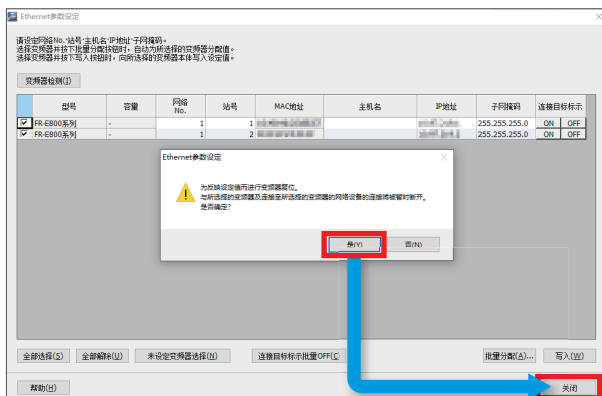 Ethernet参数设定
请设定网络No.·站号·主机名·IP地址·子网掩码。
选择变频器并按下批量分配按钮时，自动为所选择的变频器分配值。
选择变频器并按下写入按钮时，向所选择的变频器本体写入设定值。
变频器检测(I)
型号 容量 网络No. 站号 MAC地址 主机名 IP地址 子网掩码 连接目标标示
FR-E800系列 - 1 1 255.255.255.0 ON OFF
FR-E800系列 - 1 2 255.255.255.0 ON OFF
Ethernet参数设定
为反映设定值而进行变频器复位。
与所选择的变频器及连接至所选择的变频器的网络设备的连接将被暂时断开。
是否确定?
是(Y) 否(N)
全部选择(S) 全部解除(U) 未设定变频器选择(N) 连接目标标示批量OFF(C) 批量分配(A)... 写入(W)
帮助(H) 关闭